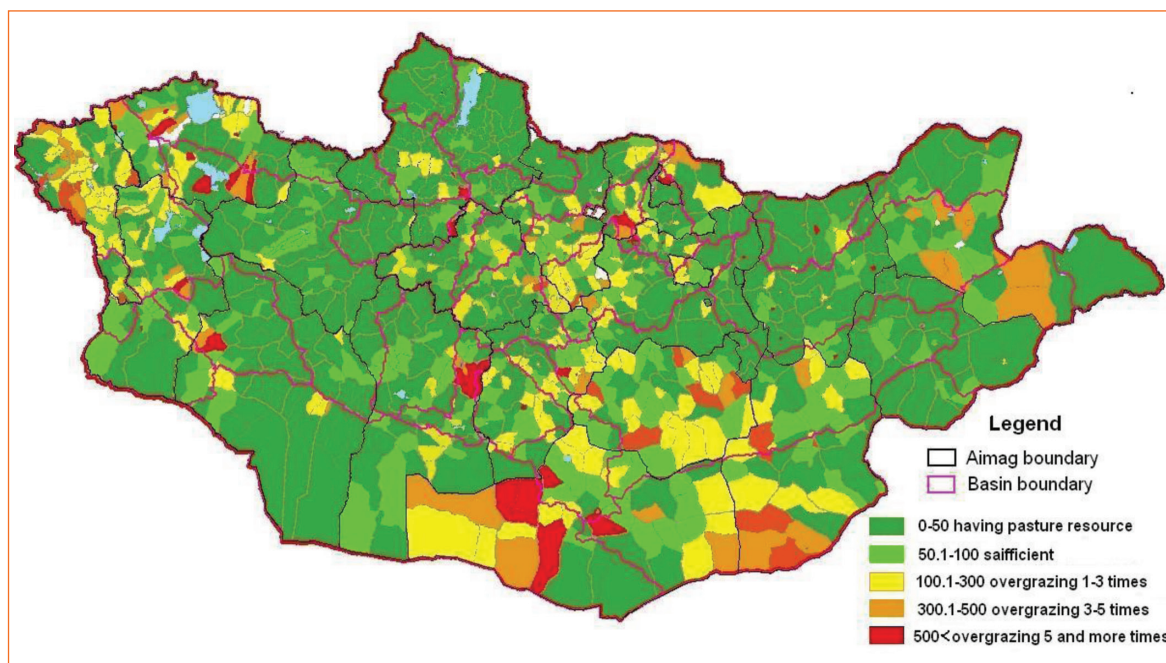 Legend
Aimag boundary
Basin boundary
0-50 having pasture resource
50.1-100 saifficient
100.1-300 overgrazing 1-3 times
300.1-500 overgrazing 3-5 times
500<overgrazing 5 and more times